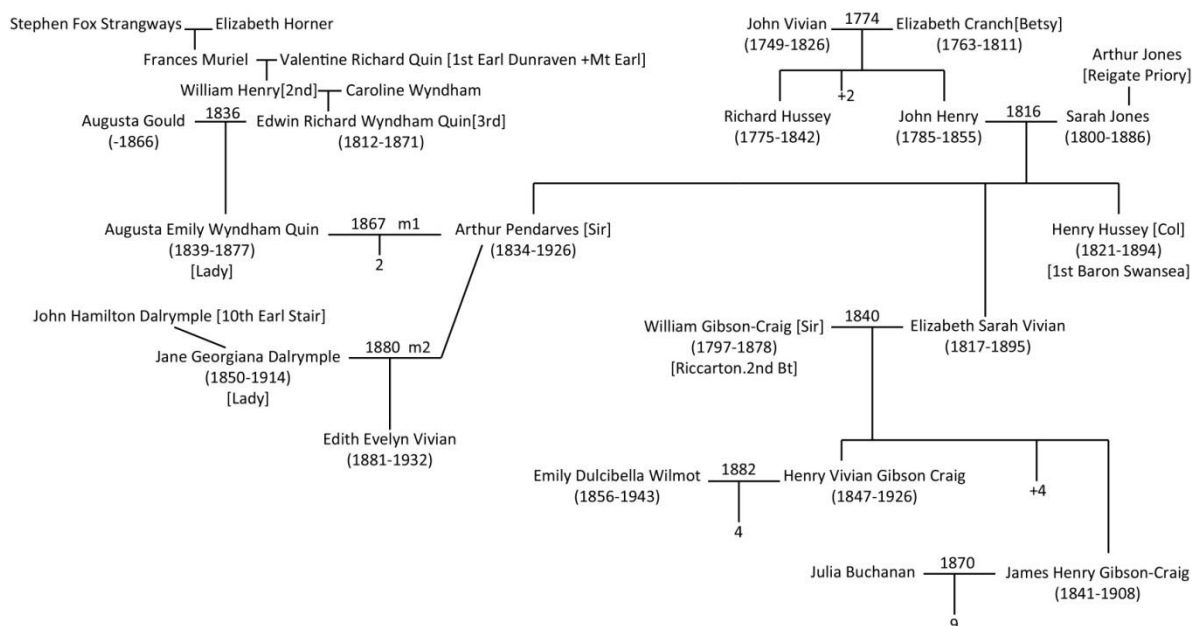 Stephen Fox Strangways Elizabeth Horner
Frances Muriel Valentine Richard Quin [1st Earl Dunraven +Mt Earl]
William Henry[2nd] Caroline Wyndham
Augusta Gould 1836 Edwin Richard Wyndham Quin[3rd]
(-1866) (1812-1871)
Augusta Emily Wyndham Quin 1867 m1 Arthur Pendarves [Sir]
(1839-1877) 2 (1834-1926)
[Lady]
John Hamilton Dalrymple [10th Earl Stair]
Jane Georgiana Dalrymple 1880 m2
(1850-1914)
[Lady]
Edith Evelyn Vivian
(1881-1932)
John Vivian 1774 Elizabeth Cranch[Betsy]
(1749-1826) (1763-1811)
Arthur Jones
[Reigate Priory]
+2
Richard Hussey John Henry 1816 Sarah Jones
(1775-1842) (1785-1855) (1800-1886)
Henry Hussey [Col]
(1821-1894)
[1st Baron Swansea]
William Gibson-Craig [Sir] 1840 Elizabeth Sarah Vivian
(1797-1878) (1817-1895)
[Riccarton.2nd Bt]
Emily Dulcibella Wilmot 1882 Henry Vivian Gibson Craig +4
(1856-1943) (1847-1926)
4
Julia Buchanan 1870 James Henry Gibson-Craig
(1841-1908)
9